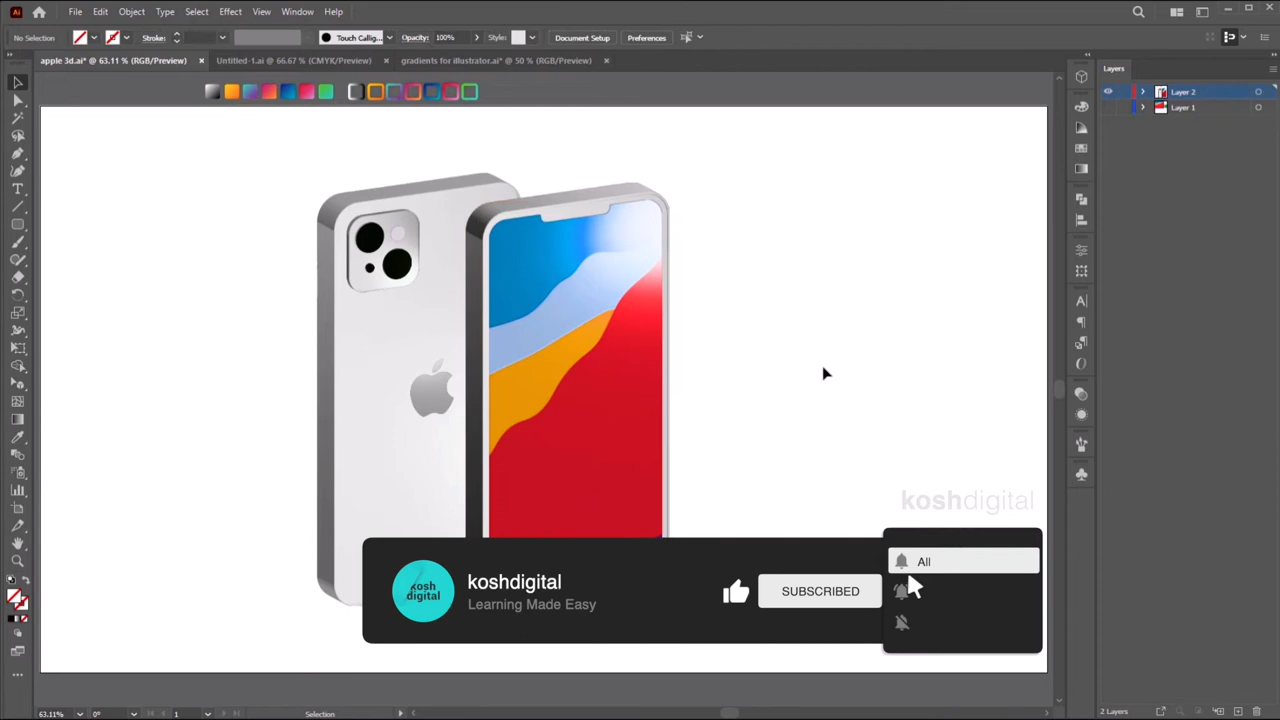 Ai File Edit Object Type Select Effect View Window Help
No Selection Stroke: Touch Callig... Opacity: 100% Style: Document Setup Preferences
apple 3d.ai* @ 63.11 % (RGB/Preview) × Untitled-1.ai @ 66.67 % (CMYK/Preview) × gradients for illustrator.ai* @ 50 % (RGB/Preview) ×
Layers
Layer 2
Layer 1
koshdigital
All
kosh
digital
koshdigital
Learning Made Easy
SUBSCRIBED
63.11% 0° 1 Selection 2 Layers